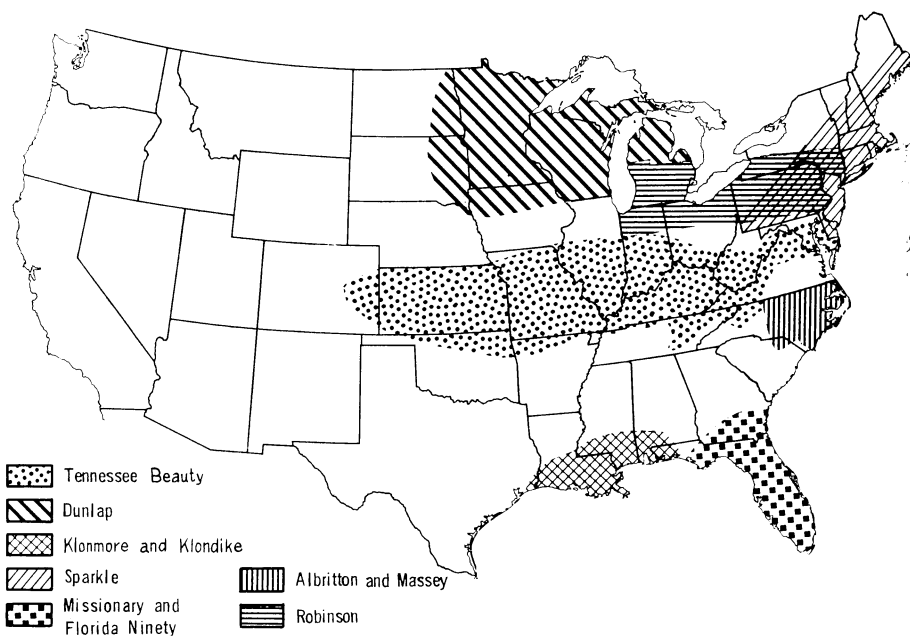 Tennessee Beauty
Dunlap
Klonmore and Klondike
Sparkle
Missionary and
Florida Ninety
Albritton and Massey
Robinson